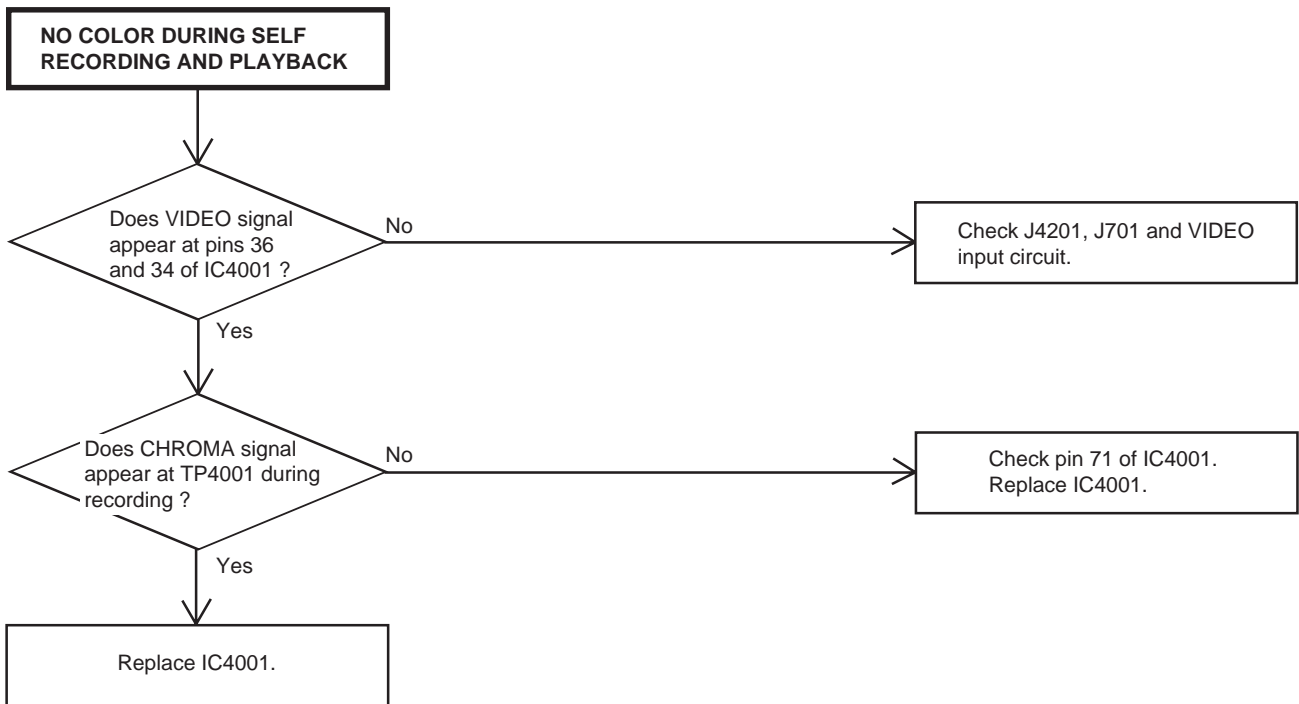 NO COLOR DURING SELF
RECORDING AND PLAYBACK
Does VIDEO signal
appear at pins 36
and 34 of IC4001 ?
No
Check J4201, J701 and VIDEO
input circuit.
Yes
Does CHROMA signal
appear at TP4001 during
recording ?
No
Check pin 71 of IC4001.
Replace IC4001.
Yes
Replace IC4001.